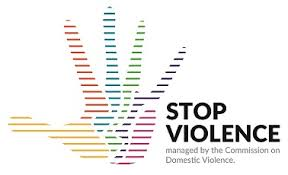 STOP
VIOLENCE
managed by the Commission on
Domestic Violence.